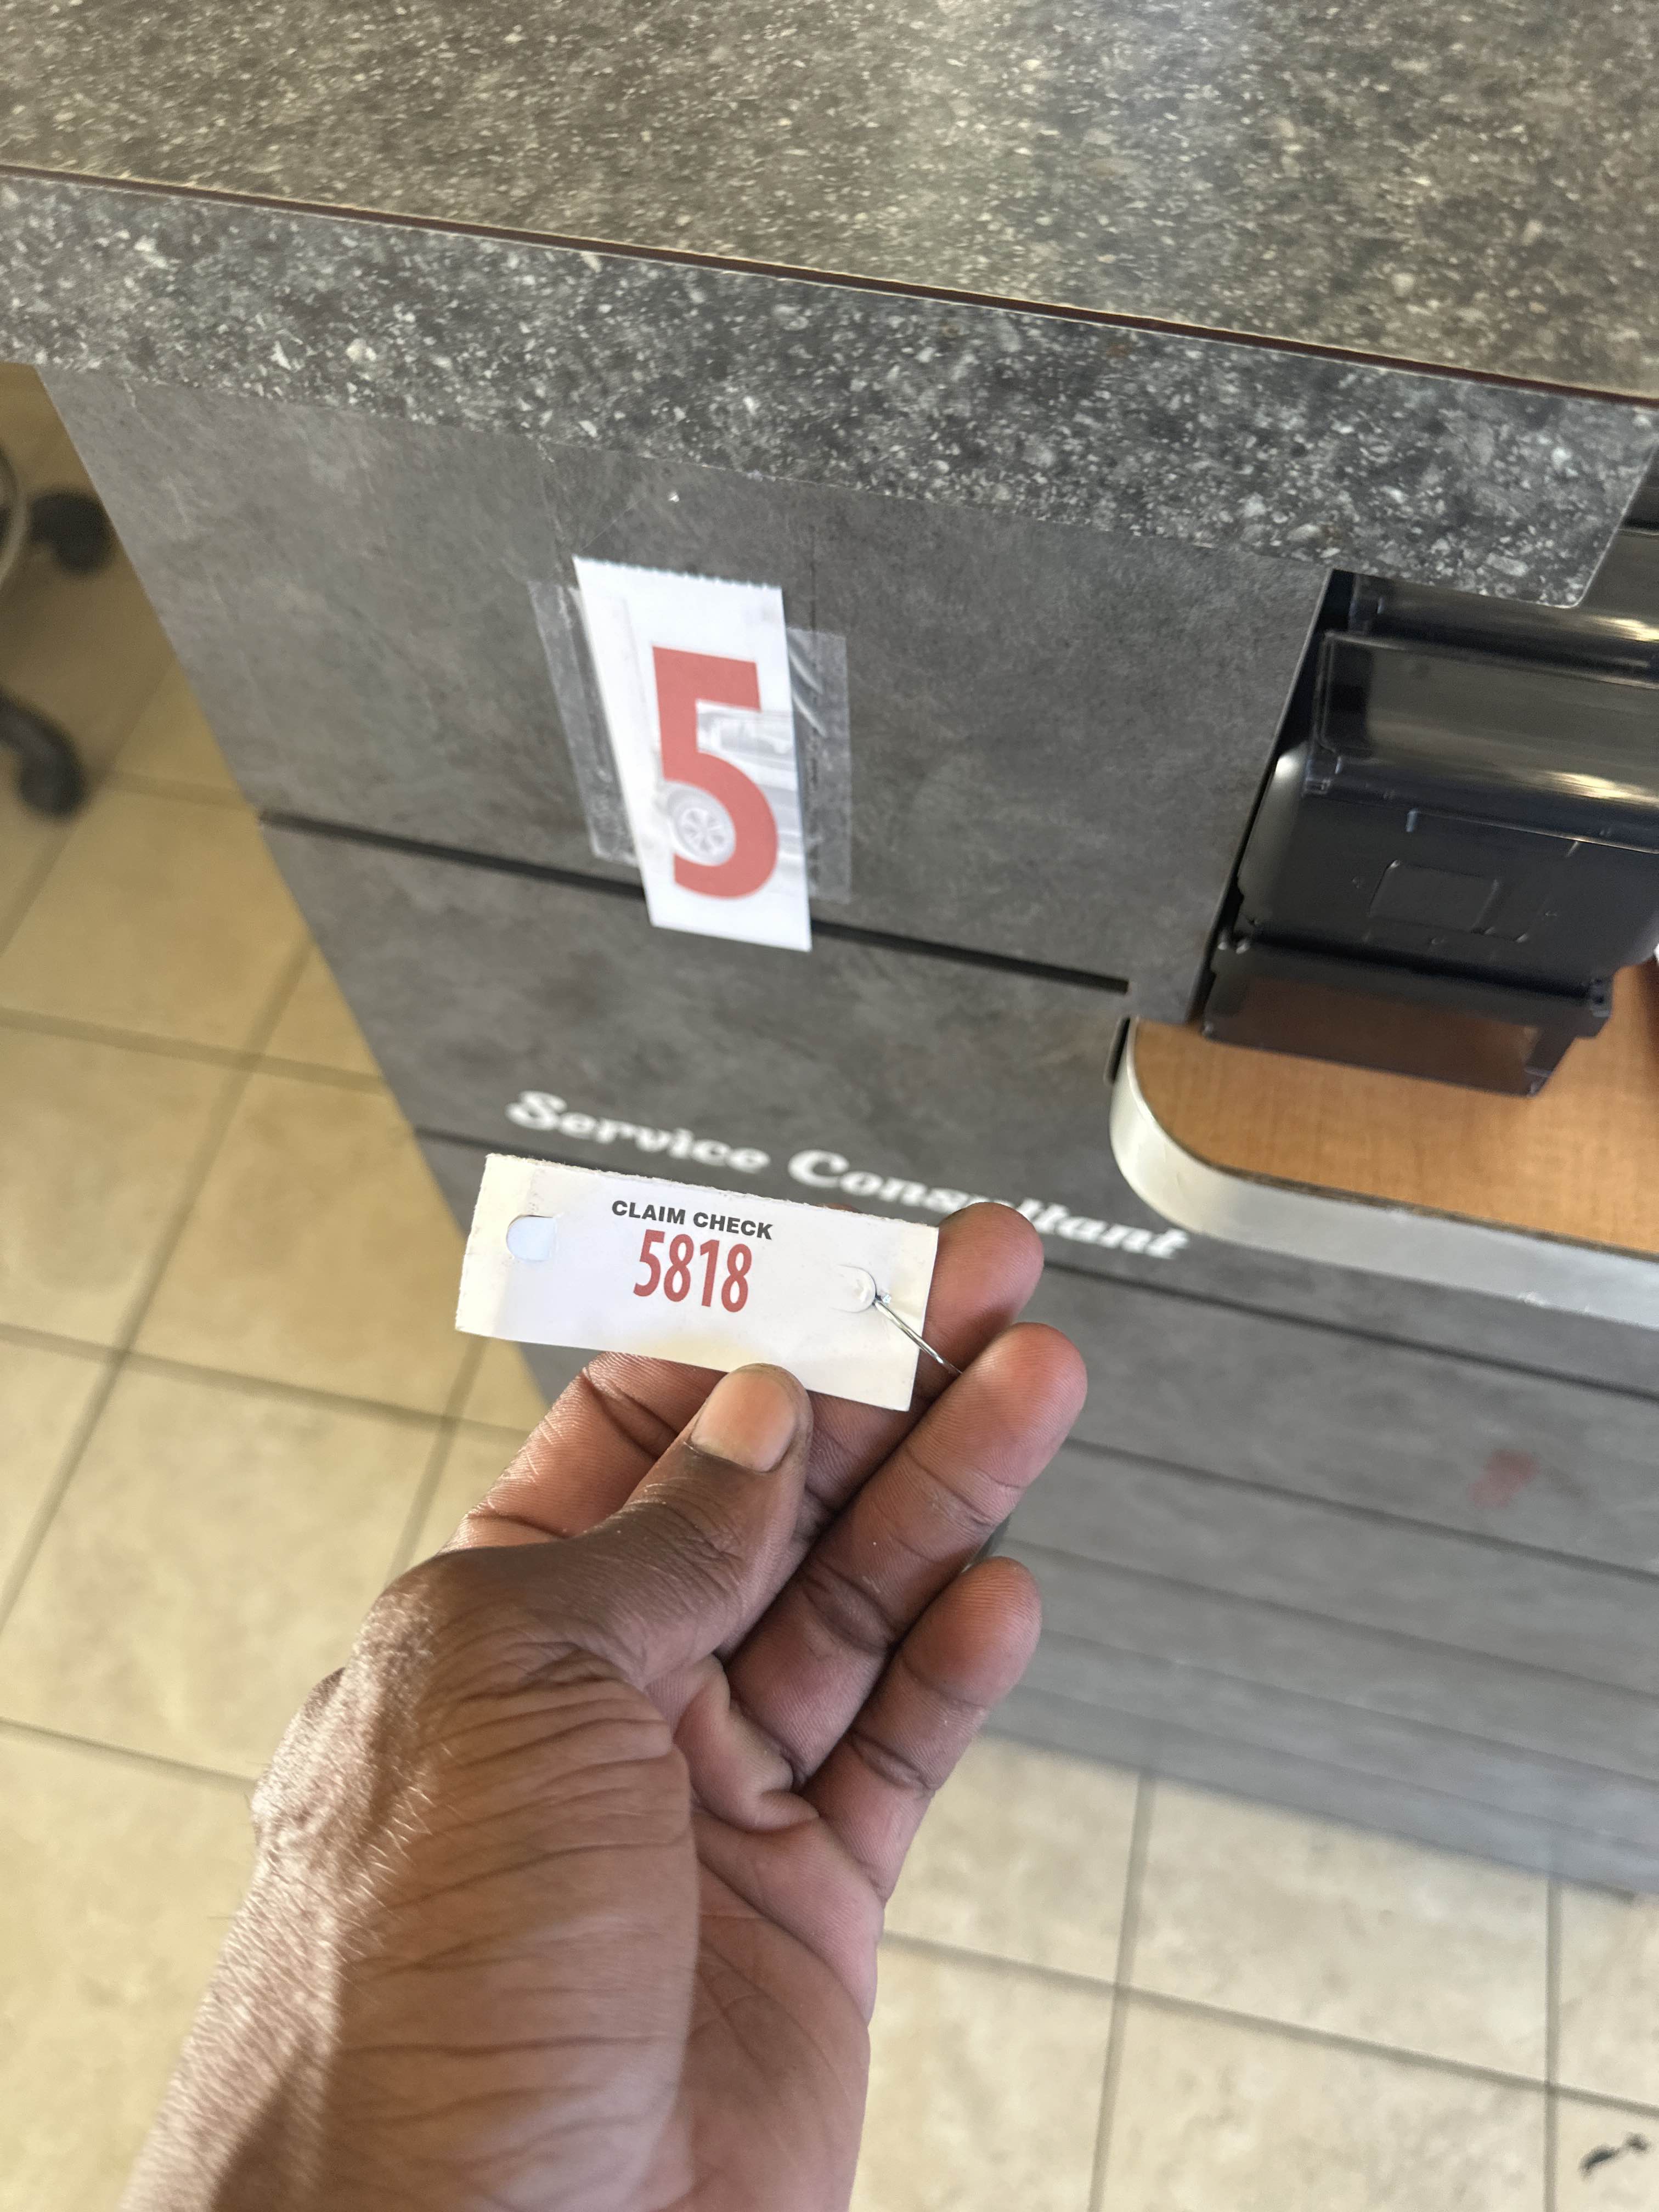 5
Service Consultant
CLAIM CHECK
5818